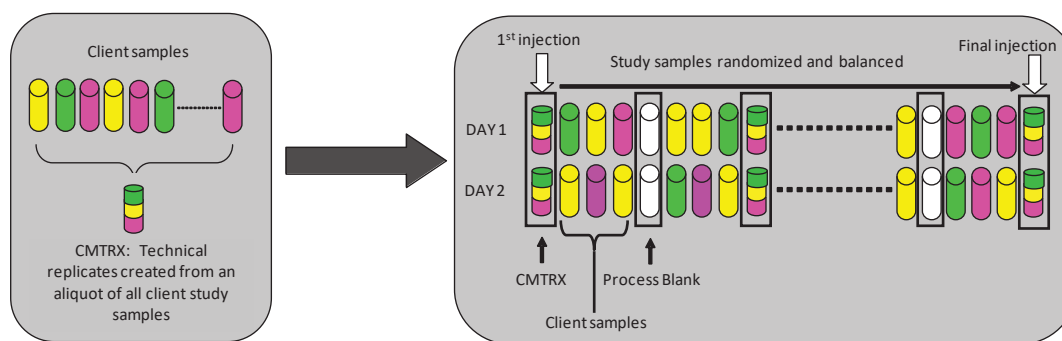 Client samples
CMTRX: Technical
replicates created from an
aliquot of all client study
samples
1st injection
Final injection
Study samples randomized and balanced
DAY 1
DAY 2
CMTRX
Process Blank
Client samples